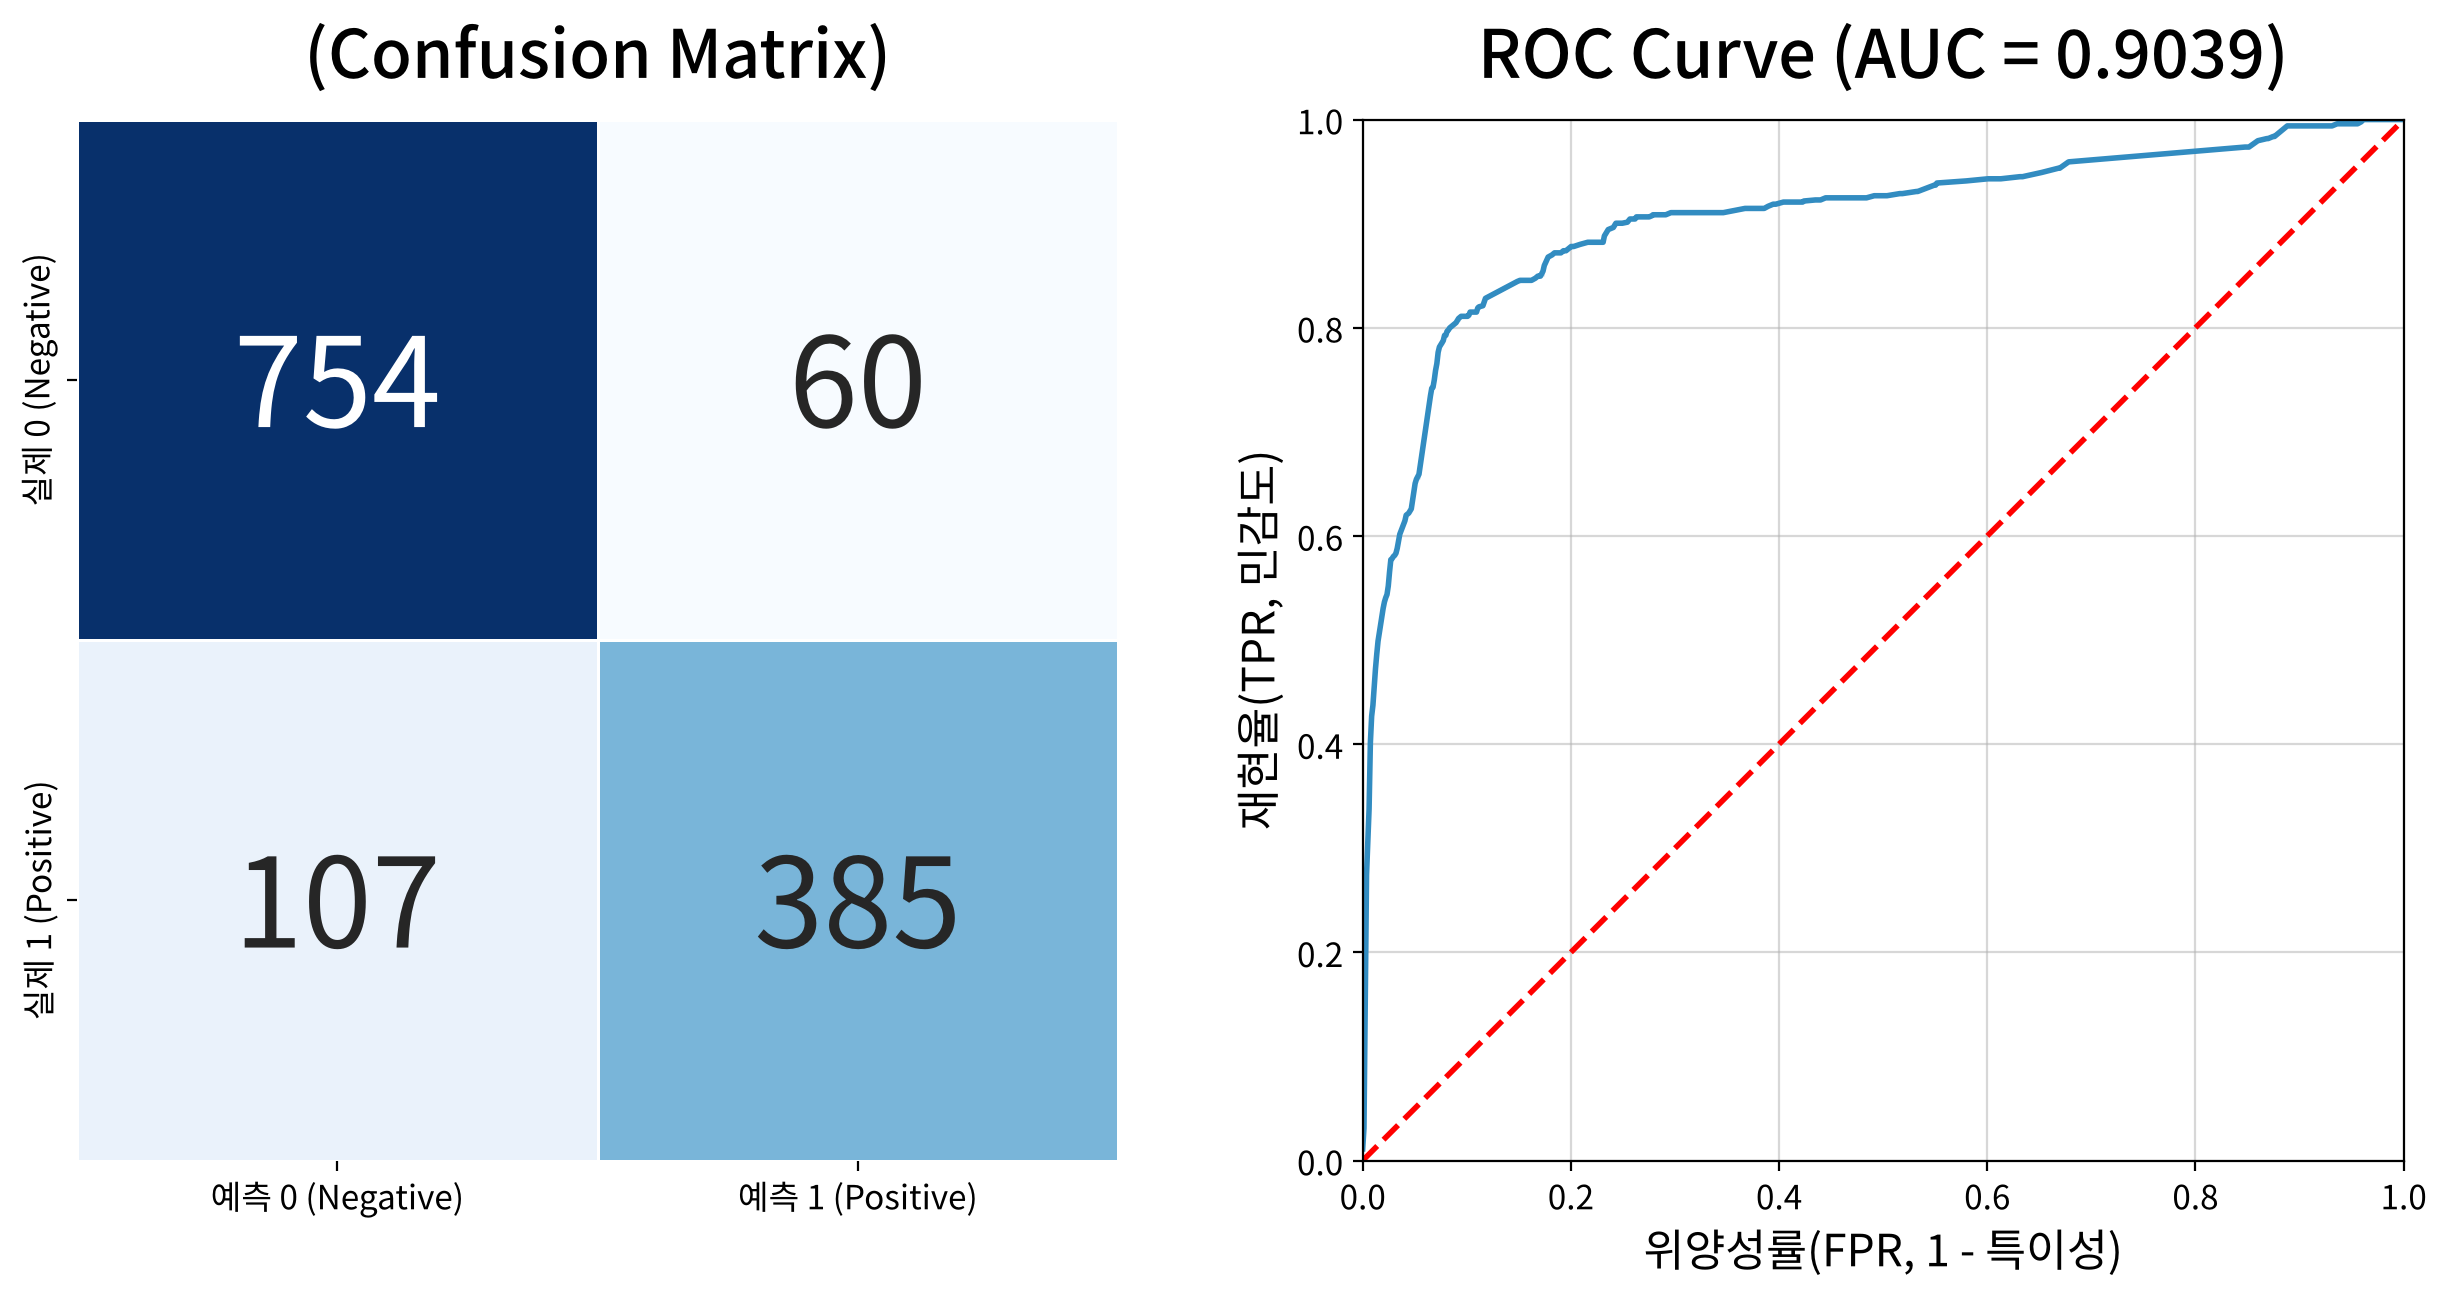 (Confusion Matrix)
실제 0 (Negative)
754
60
실제 1 (Positive)
107
385
예측 0 (Negative)
예측 1 (Positive)
ROC Curve (AUC = 0.9039)
재현율(TPR, 민감도)
1.0
0.8
0.6
0.4
0.2
0.0
0.0
0.2
0.4
0.6
0.8
1.0
위양성률(FPR, 1 - 특이성)